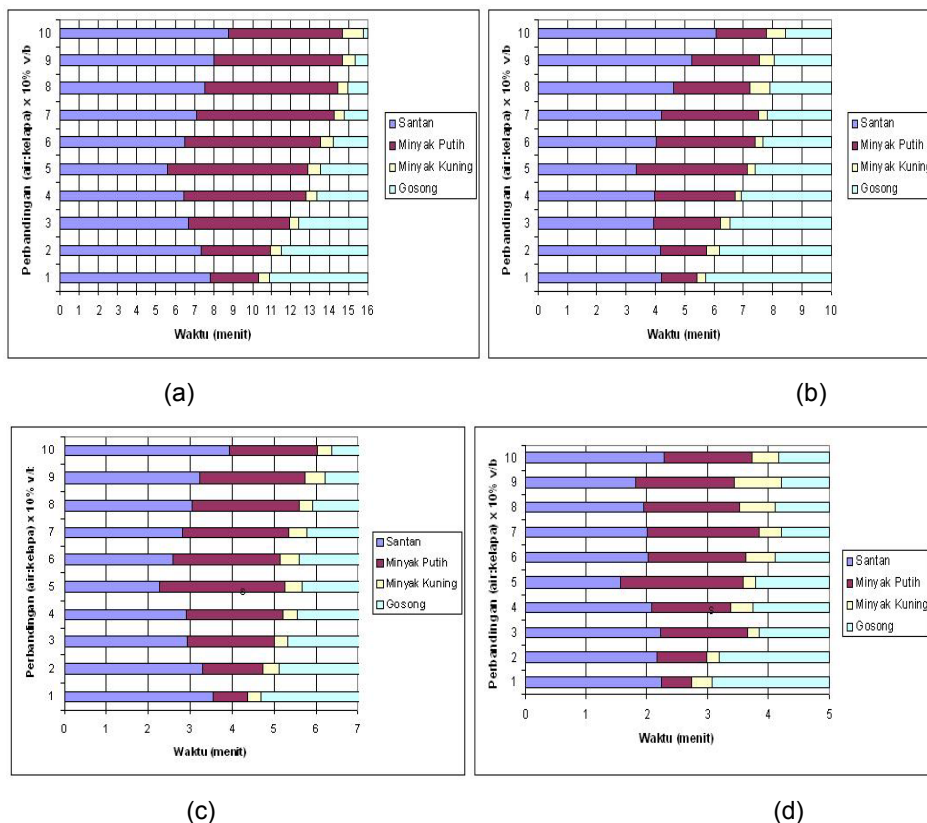 Perbandingan (air:kelapa) x 10% v/b
10
9
8
7
6
5
4
3
2
1
0 1 2 3 4 5 6 7 8 9 10 11 12 13 14 15 16
Waktu (menit)
Santan
Minyak Putih
Minyak Kuning
Gosong
(a)
Perbandingan (air:kelapa) x 10% v/b
10
9
8
7
6
5
4
3
2
1
0 1 2 3 4 5 6 7 8 9 10
Waktu (menit)
Santan
Minyak Putih
Minyak Kuning
Gosong
(b)
Perbandingan (air:kelapa) x 10%
10
9
8
7
6
5
4
3
2
1
0 1 2 3 4 5 6 7
Waktu (menit)
Santan
Minyak Putih
Minyak Kuning
Gosong
(c)
Perbandingan (air:kelapa) x 10% v/b
10
9
8
7
6
5
4
3
2
1
0 1 2 3 4 5
Waktu (menit)
Santan
Minyak Putih
Minyak Kuning
Gosong
(d)